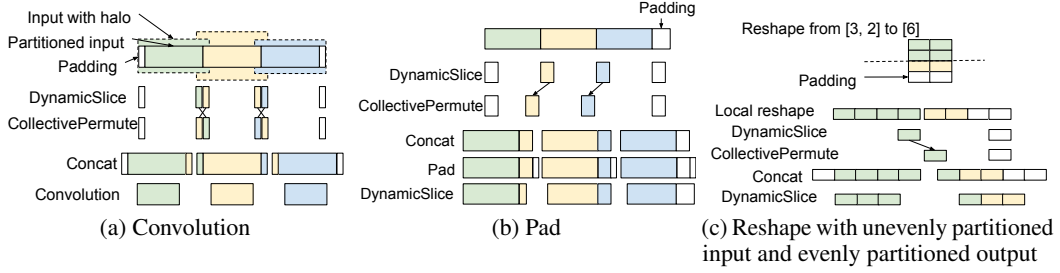 Input with halo
Partitioned input
Padding
DynamicSlice
CollectivePermute
Concat
Convolution
(a) Convolution
Padding
DynamicSlice
CollectivePermute
Concat
Pad
DynamicSlice
(b) Pad
Reshape from [3, 2] to [6]
Padding
Local reshape
DynamicSlice
CollectivePermute
Concat
DynamicSlice
(c) Reshape with unevenly partitioned
input and evenly partitioned output